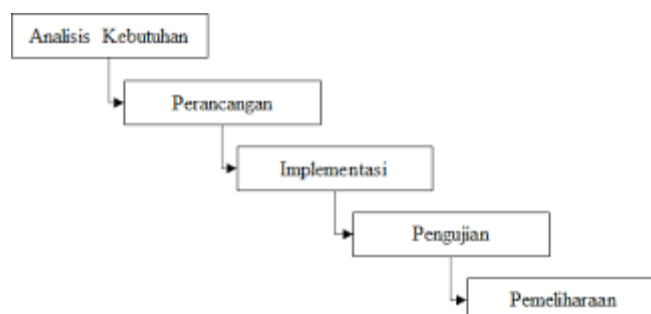 Analisis Kebutuhan
Perancangan
Implementasi
Pengujian
Pemeliharaan